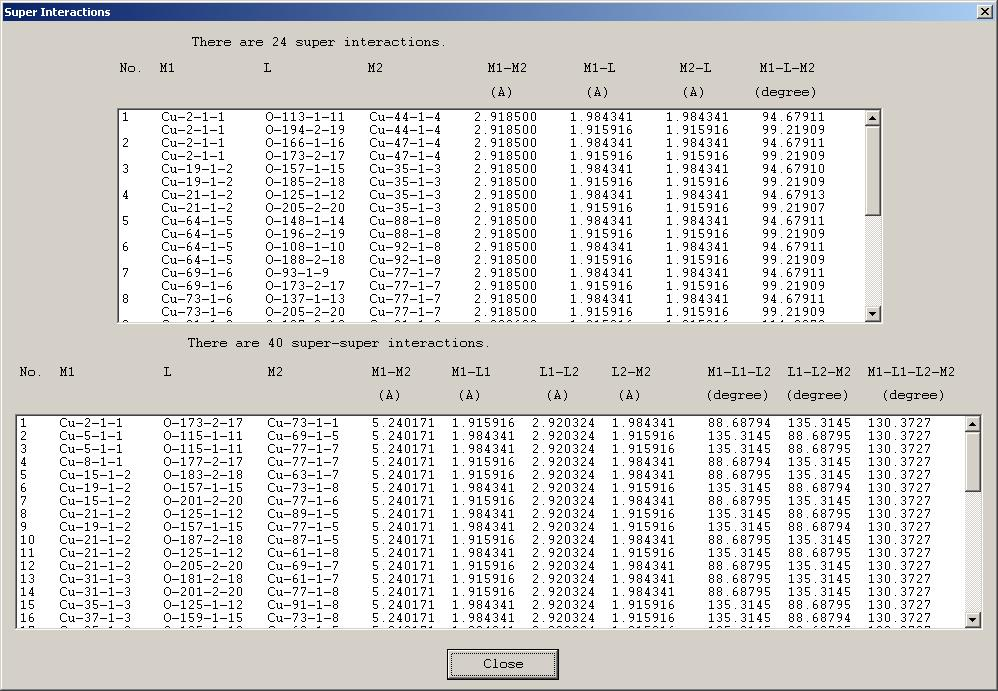 Super Interactions
There are 24 super interactions.
No. M1 L M2 M1-M2 M1-L M2-L M1-L-M2
(A) (A) (A) (degree)
1 Cu-2-1-1 O-113-1-11 Cu-44-1-4 2.918500 1.984341 1.984341 94.67911
Cu-2-1-1 O-194-2-19 Cu-44-1-4 2.918500 1.915916 1.915916 99.21909
2 Cu-2-1-1 O-166-1-16 Cu-47-1-4 2.918500 1.984341 1.984341 94.67911
Cu-2-1-1 O-173-2-17 Cu-47-1-4 2.918500 1.915916 1.915916 99.21909
3 Cu-19-1-2 O-157-1-15 Cu-35-1-3 2.918500 1.984341 1.984341 94.67910
Cu-19-1-2 O-185-2-18 Cu-35-1-3 2.918500 1.915916 1.915916 99.21909
4 Cu-21-1-2 O-125-1-12 Cu-35-1-3 2.918500 1.984341 1.984341 94.67913
Cu-21-1-2 O-205-2-20 Cu-35-1-3 2.918500 1.915916 1.915916 99.21907
5 Cu-64-1-5 O-148-1-14 Cu-88-1-8 2.918500 1.984341 1.984341 94.67911
Cu-64-1-5 O-196-2-19 Cu-88-1-8 2.918500 1.915916 1.915916 99.21909
6 Cu-64-1-5 O-108-1-10 Cu-92-1-8 2.918500 1.984341 1.984341 94.67911
Cu-64-1-5 O-188-2-18 Cu-92-1-8 2.918500 1.915916 1.915916 99.21909
7 Cu-69-1-6 O-93-1-9 Cu-77-1-7 2.918500 1.984341 1.984341 94.67911
Cu-69-1-6 O-173-2-17 Cu-77-1-7 2.918500 1.915916 1.915916 99.21909
8 Cu-73-1-6 O-137-1-13 Cu-77-1-7 2.918500 1.984341 1.984341 94.67911
Cu-73-1-6 O-205-2-20 Cu-77-1-7 2.918500 1.915916 1.915916 99.21909
There are 40 super-super interactions.
No. M1 L M2 M1-M2 M1-L1 L1-L2 L2-M2 M1-L1-L2 L1-L2-M2 M1-L1-L2-M2
(A) (A) (A) (A) (degree) (degree) (degree)
1 Cu-2-1-1 O-173-2-17 Cu-73-1-1 5.240171 1.915916 2.920324 1.984341 88.68794 135.3145 130.3727
2 Cu-5-1-1 O-115-1-11 Cu-69-1-5 5.240171 1.984341 2.920324 1.915916 135.3145 88.68795 130.3727
3 Cu-5-1-1 O-115-1-11 Cu-77-1-7 5.240171 1.984341 2.920324 1.915916 135.3145 88.68794 130.3727
4 Cu-8-1-1 O-177-2-17 Cu-77-1-7 5.240171 1.915916 2.920324 1.984341 88.68795 135.3145 130.3727
5 Cu-15-1-2 O-183-2-18 Cu-63-1-7 5.240171 1.915916 2.920324 1.984341 88.68794 135.3145 130.3727
6 Cu-19-1-2 O-157-1-15 Cu-73-1-8 5.240171 1.984341 2.920324 1.915916 135.3145 88.68794 130.3727
7 Cu-19-1-2 O-201-2-20 Cu-77-1-6 5.240171 1.915916 2.920324 1.984341 88.68795 135.3145 130.3727
8 Cu-21-1-2 O-125-1-12 Cu-89-1-5 5.240171 1.984341 2.920324 1.915916 135.3145 88.68795 130.3727
9 Cu-19-1-2 O-157-1-15 Cu-77-1-5 5.240171 1.984341 2.920324 1.915916 135.3145 88.68794 130.3727
10 Cu-21-1-2 O-187-2-18 Cu-87-1-5 5.240171 1.915916 2.920324 1.984341 88.68795 135.3145 130.3727
11 Cu-21-1-2 O-125-1-12 Cu-61-1-8 5.240171 1.984341 2.920324 1.915916 135.3145 88.68795 130.3727
12 Cu-21-1-2 O-205-2-20 Cu-69-1-7 5.240171 1.915916 2.920324 1.984341 88.68795 135.3145 130.3727
13 Cu-31-1-3 O-181-2-18 Cu-61-1-7 5.240171 1.915916 2.920324 1.984341 88.68794 135.3145 130.3727
14 Cu-35-1-3 O-201-2-20 Cu-77-1-8 5.240171 1.915916 2.920324 1.984341 88.68795 135.3145 130.3727
15 Cu-35-1-3 O-125-1-12 Cu-91-1-8 5.240171 1.984341 2.920324 1.915916 135.3145 88.68794 130.3727
16 Cu-37-1-3 O-159-1-15 Cu-73-1-8 5.240171 1.984341 2.920324 1.915916 135.3145 88.68795 130.3727
Close